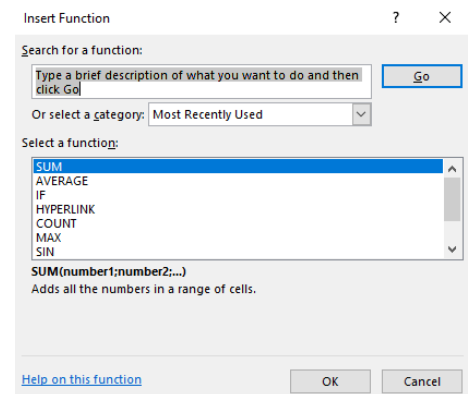 Insert Function
?
Search for a function:
Type a brief description of what you want to do and then
click Go
Go
Or select a category: Most Recently Used
Select a function:
SUM
AVERAGE
IF
HYPERLINK
COUNT
MAX
SIN
SUM(number1;number2;...)
Adds all the numbers in a range of cells.
Help on this function
OK
Cancel